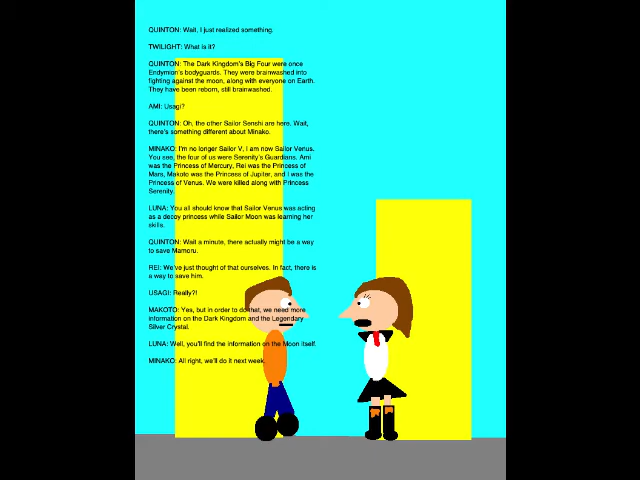 QUINTON: Wait, I just realized something.
TWILIGHT: What is it?
QUINTON: The Dark Kingdom's Big Four were once
Endymion's bodyguards. They were brainwashed into
fighting against the moon, along with everyone on Earth.
They have been reborn, still brainwashed.
AMI: Usagi?
QUINTON: Oh, the other Sailor Senshi are here. Wait,
there's something different about Minako.
MINAKO: I'm no longer Sailor V, I am now Sailor Venus.
You see, the four of us were Serenity's Guardians. Ami
was the Princess of Mercury, Rei was the Princess of
Mars, Makoto was the Princess of Jupiter, and I was the
Princess of Venus. We were killed along with Princess
Serenity.
LUNA: You all should know that Sailor Venus was acting
as a decoy princess while Sailor Moon was learning her
skills.
QUINTON: Wait a minute, there actually might be a way
to save Mamoru.
REI: We've just thought of that ourselves. In fact, there is
a way to save him.
USAGI: Really?!
MAKOTO: Yes, but in order to do that, we need more
information on the Dark Kingdom and the Legendary
Silver Crystal.
LUNA: Well, you'll find the information on the Moon itself.
MINAKO: All right, we'll do it next week.